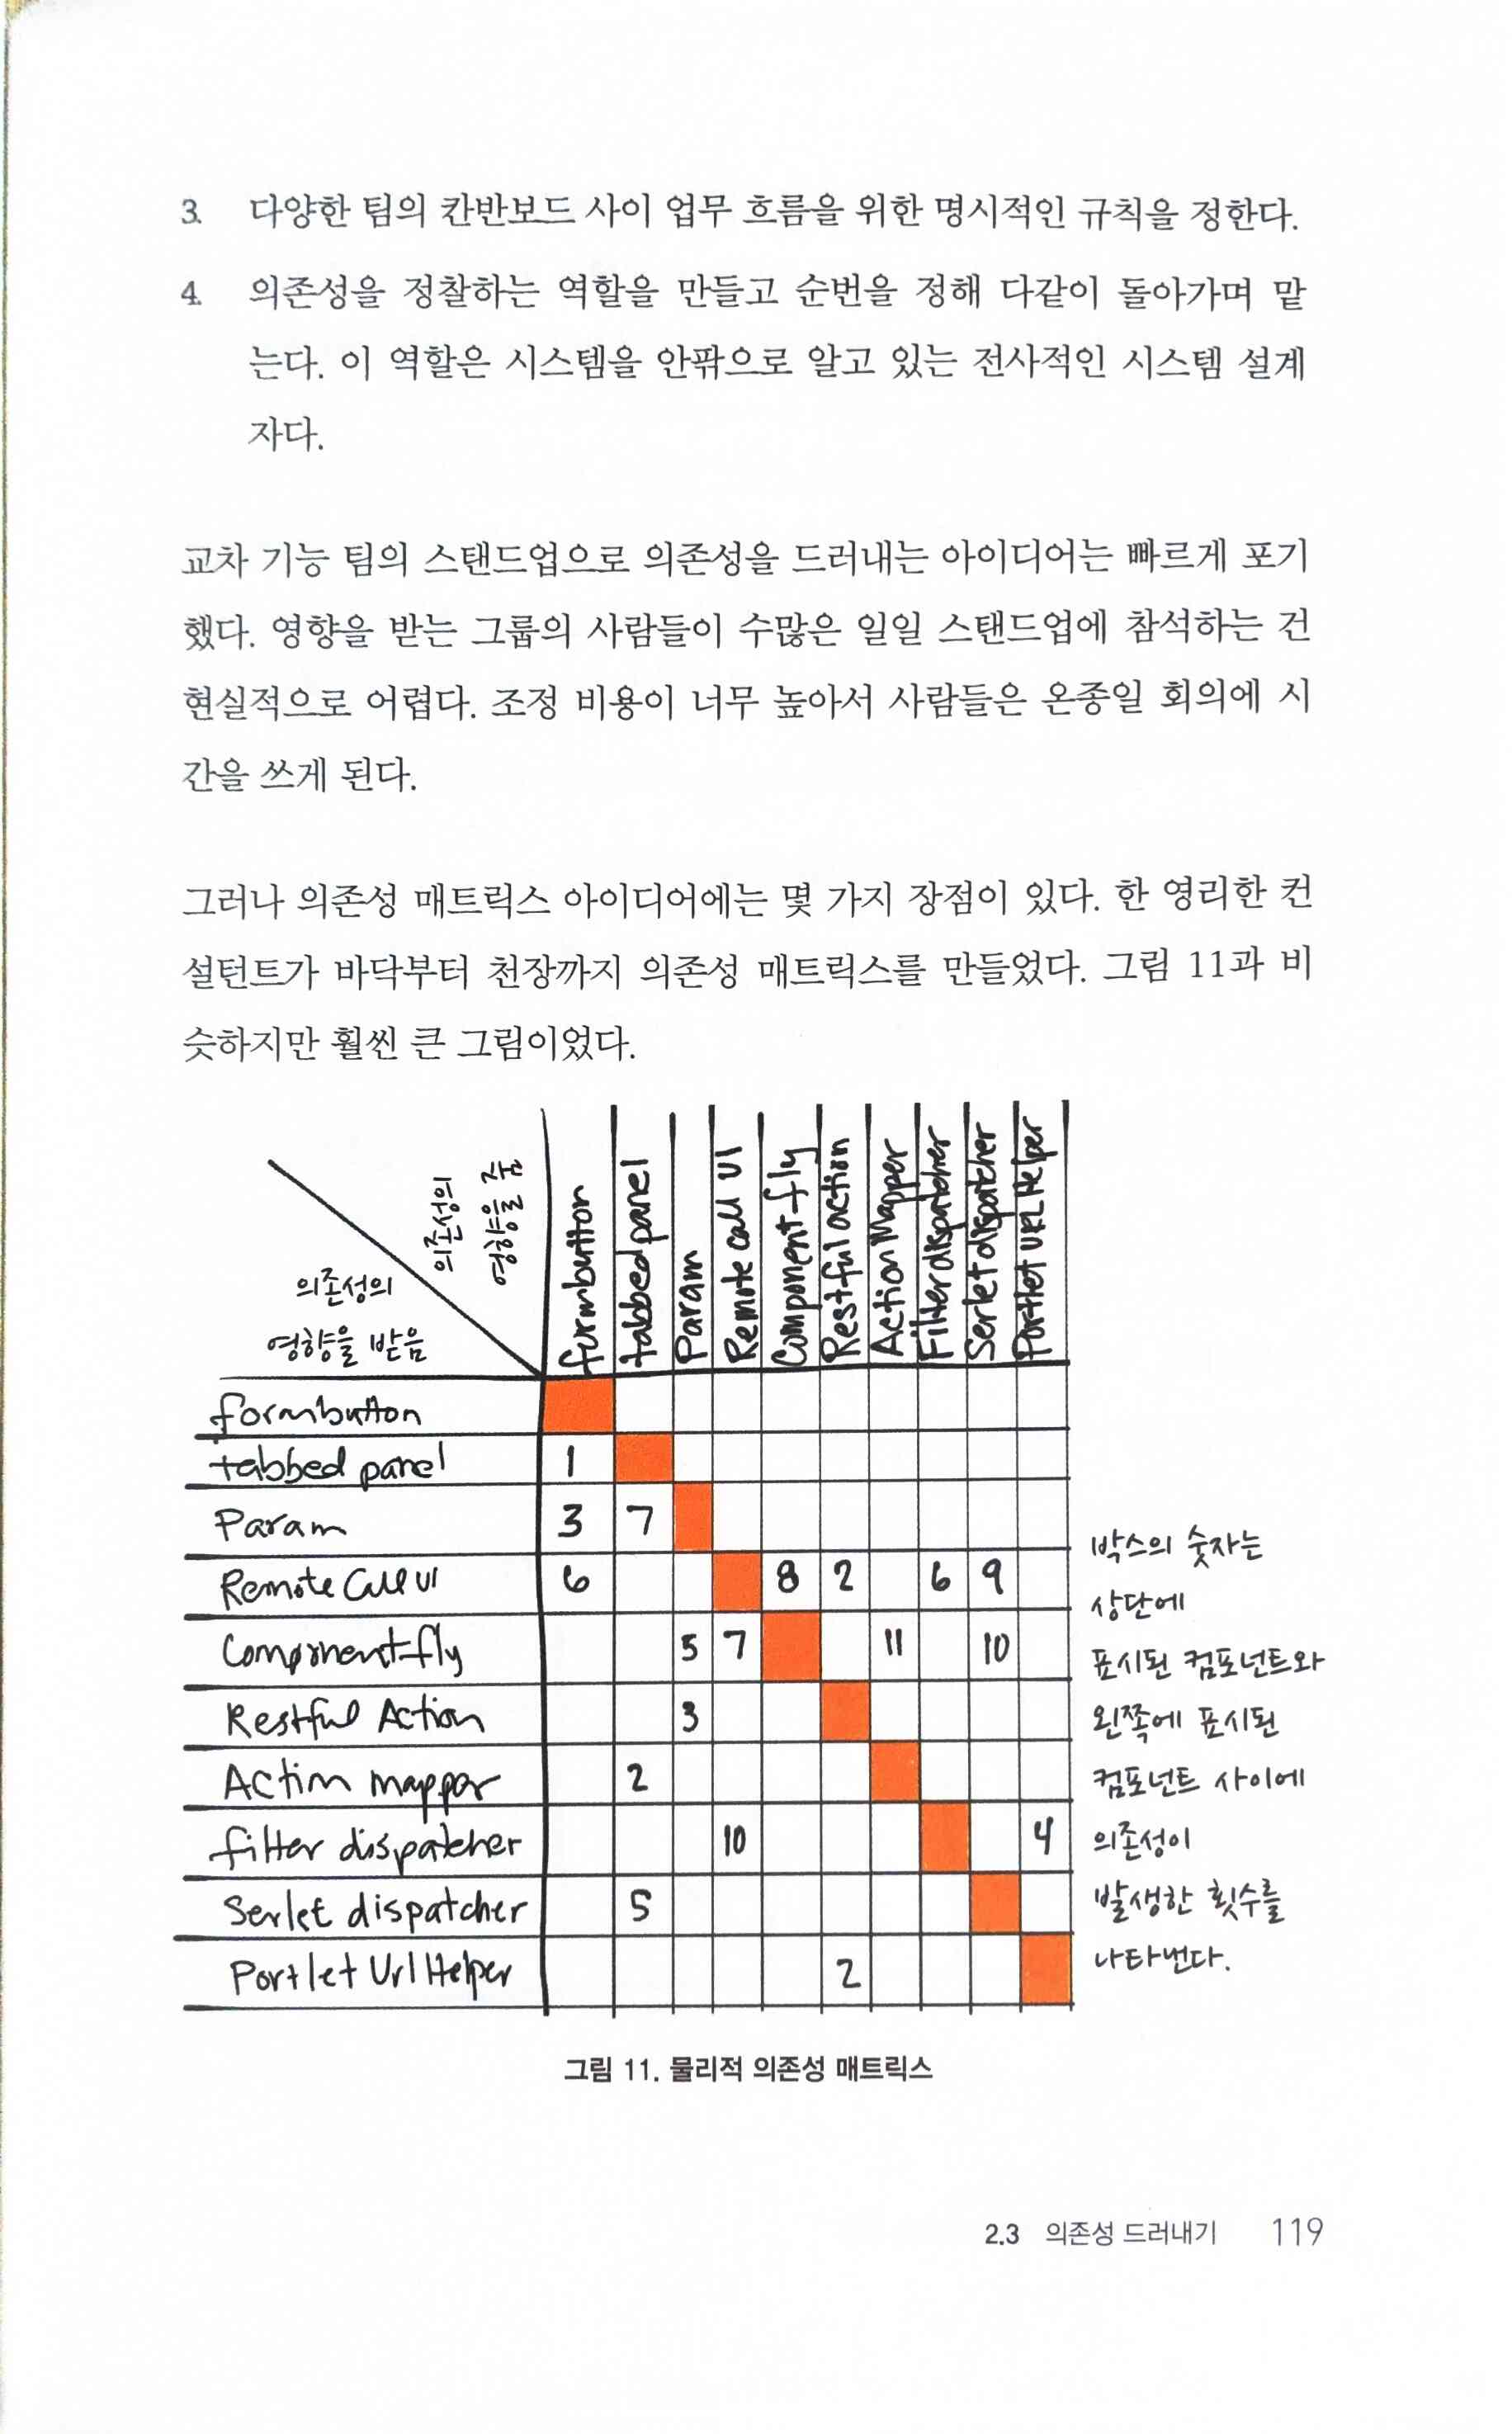 3. 다양한 팀의 칸반보드 사이 업무 흐름을 위한 명시적인 규칙을 정한다.
4. 의존성을 정찰하는 역할을 만들고 순번을 정해 다같이 돌아가며 맡
는다. 이 역할은 시스템을 안팎으로 알고 있는 전사적인 시스템 설계
자다.
교차 기능 팀의 스탠드업으로 의존성을 드러내는 아이디어는 빠르게 포기
했다. 영향을 받는 그룹의 사람들이 수많은 일일 스탠드업에 참석하는 건
현실적으로 어렵다. 조정 비용이 너무 높아서 사람들은 온종일 회의에 시
간을 쓰게 된다.
그러나 의존성 매트릭스 아이디어에는 몇 가지 장점이 있다. 한 영리한 컨
설턴트가 바닥부터 천장까지 의존성 매트릭스를 만들었다. 그림 11과 비
슷하지만 훨씬 큰 그림이었다.
의존성의
영향을 줌
의존성의
영향을 받음
formbutton
tabbed panel
Param
Remote call UI
Component-fly
Restful action
Action Mapper
Filter dispatcher
Serlet dispatcher
Portlet URL Helper
formbutton
tabbed panel 1
Param 3 7
Remote Call UI 6 8 2 6 9
Component-fly 5 7 11 10
Restful Action 3
Action mapper 2
filter dispatcher 10 4
Serlet dispatcher 5
Portlet Url Helper 2
박스의 숫자는
상단에
표시된 컴포넌트와
왼쪽에 표시된
컴포넌트 사이에
의존성이
발생한 횟수를
나타낸다.
그림 11. 물리적 의존성 매트릭스
2.3 의존성 드러내기 119